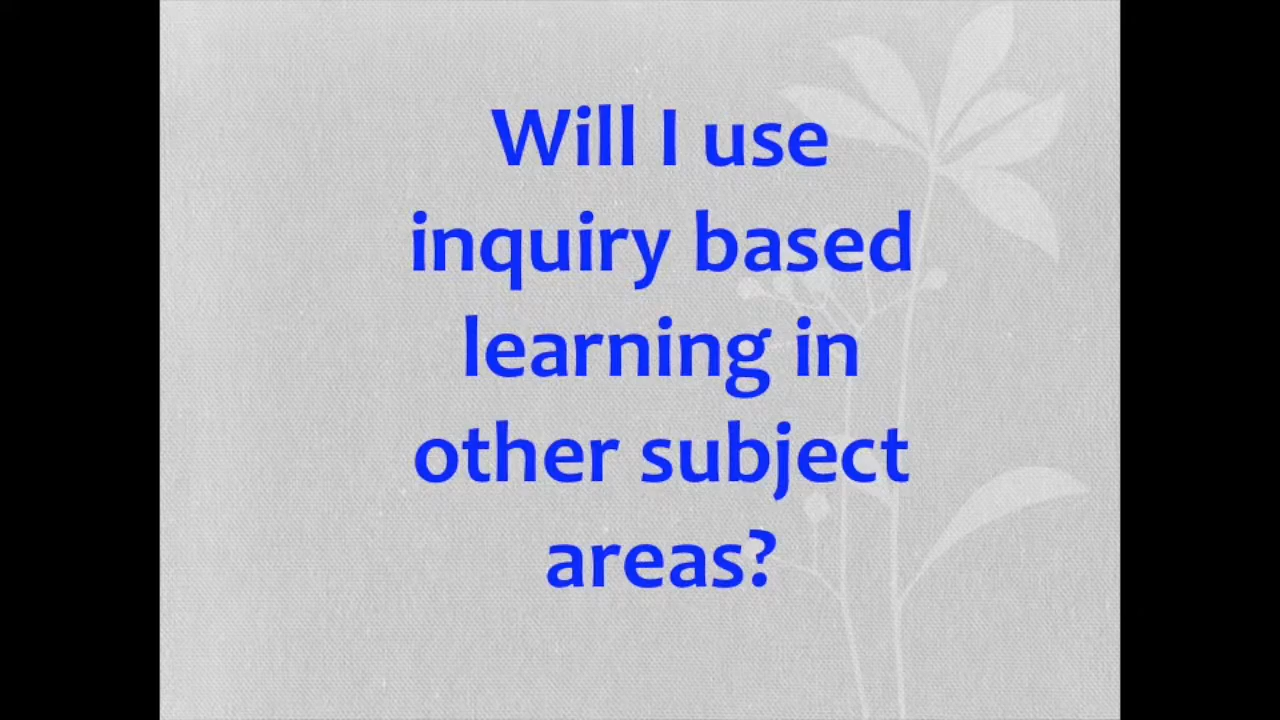 Will I use
inquiry based
learning in
other subject
areas?